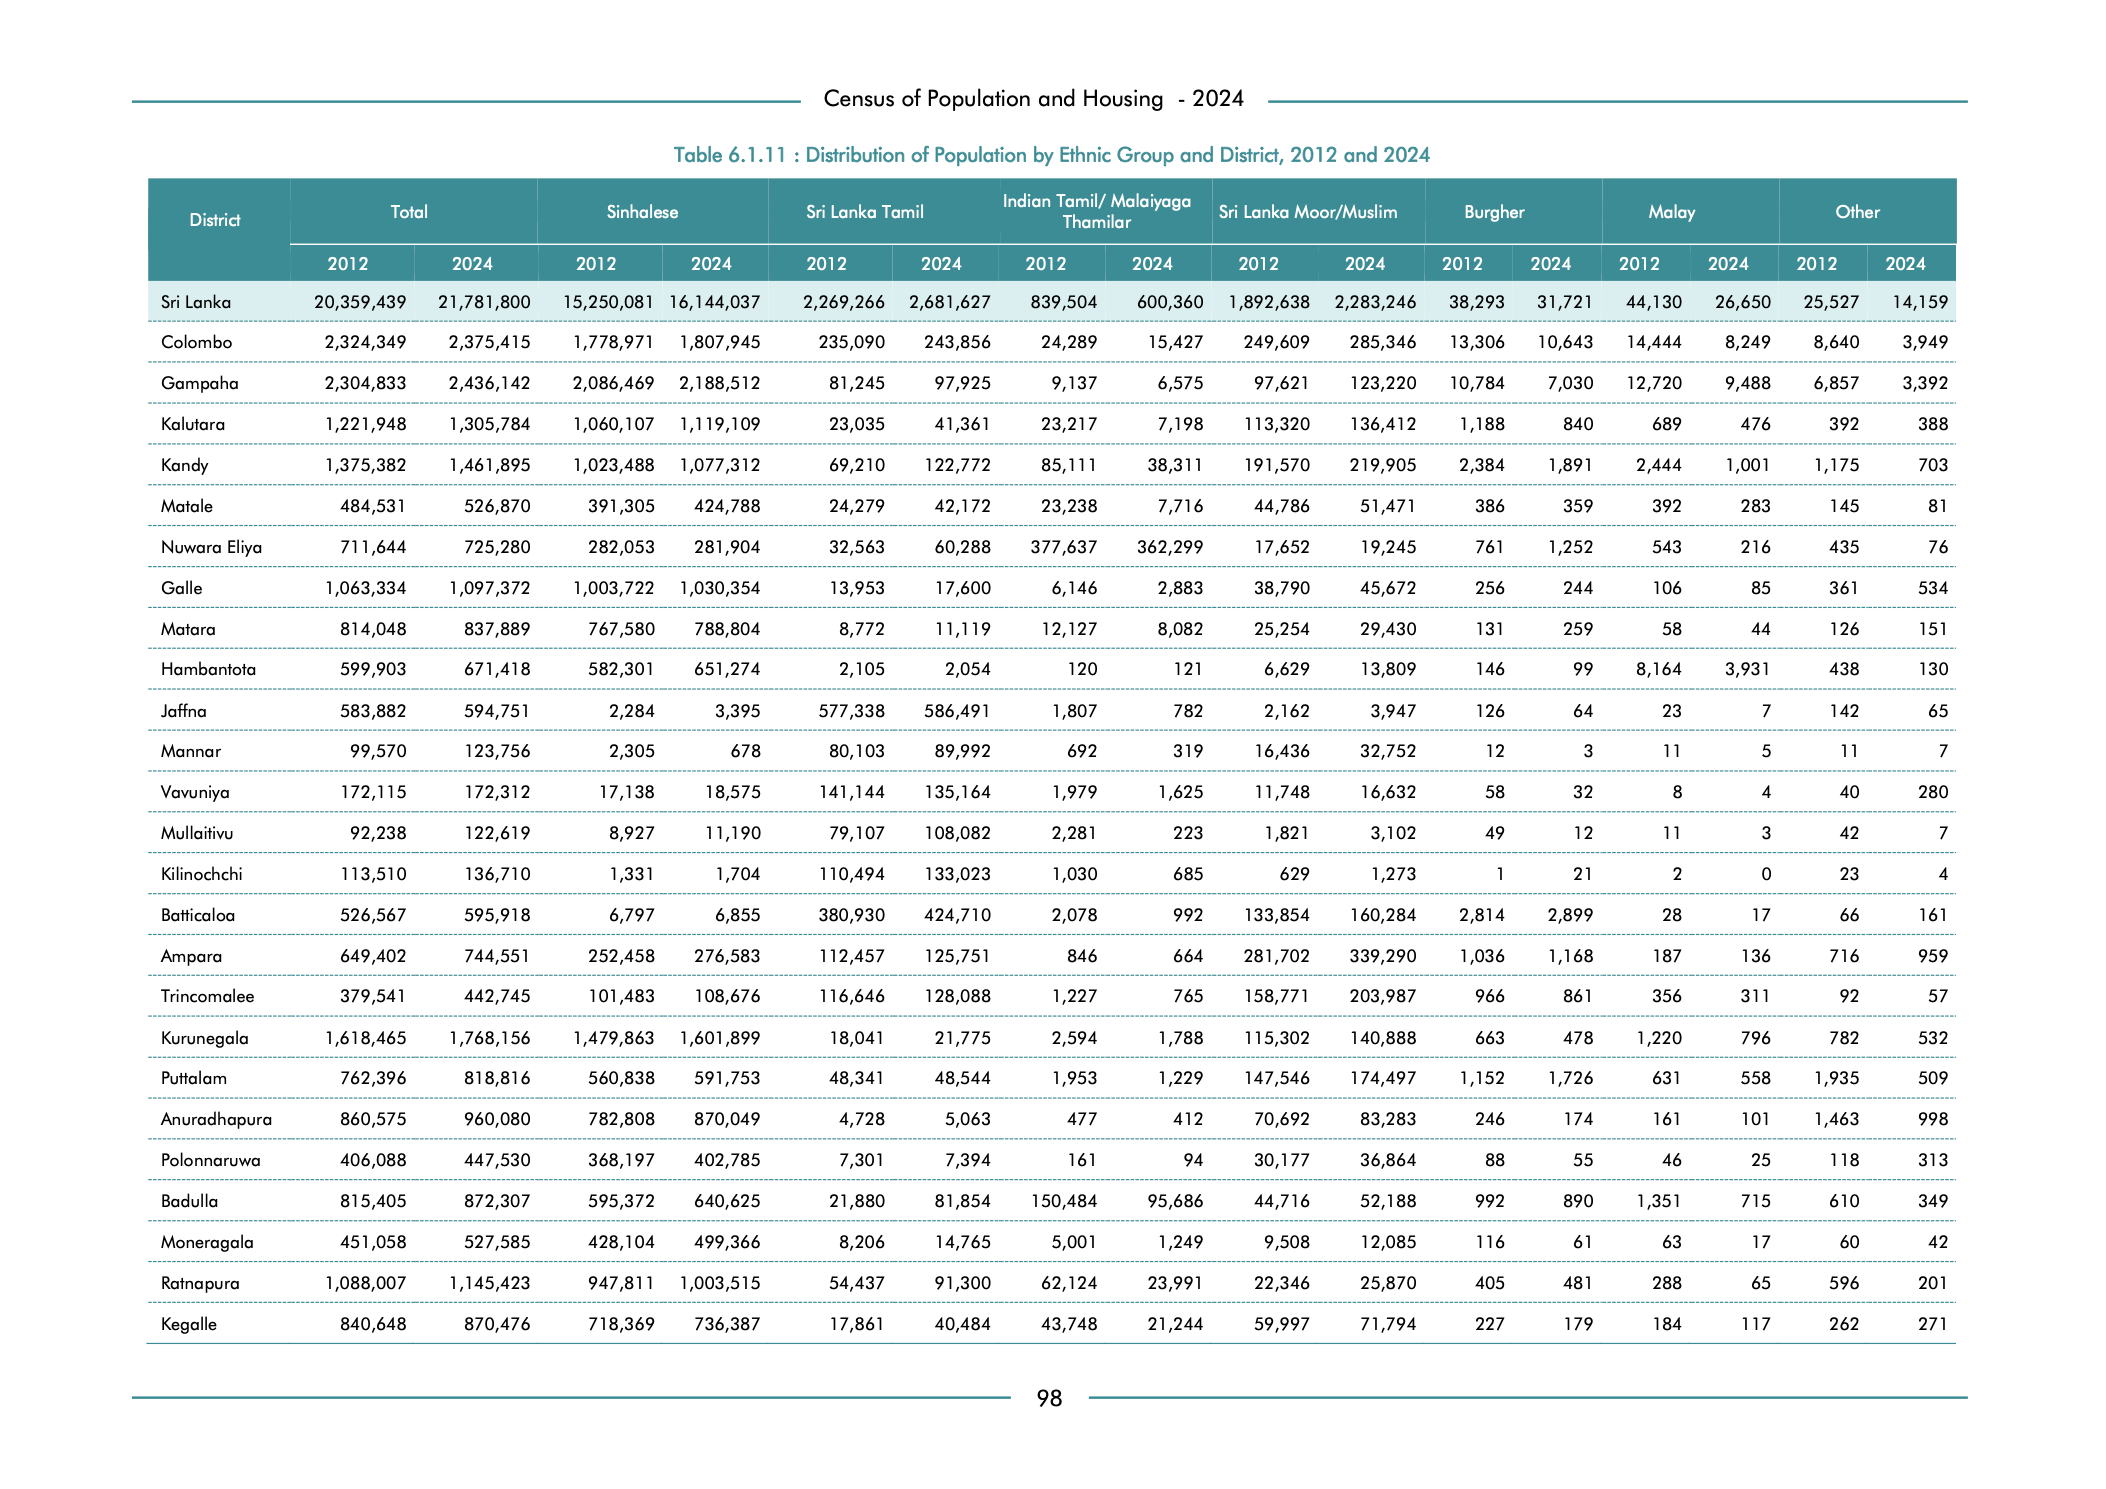 Census of Population and Housing - 2024
Table 6.1.11 : Distribution of Population by Ethnic Group and District, 2012 and 2024
District Total Sinhalese Sri Lanka Tamil Indian Tamil/ Malaiyaga Thamilar Sri Lanka Moor/Muslim Burgher Malay Other
2012 2024 2012 2024 2012 2024 2012 2024 2012 2024 2012 2024 2012 2024 2012 2024
Sri Lanka 20,359,439 21,781,800 15,250,081 16,144,037 2,269,266 2,681,627 839,504 600,360 1,892,638 2,283,246 38,293 31,721 44,130 26,650 25,527 14,159
Colombo 2,324,349 2,375,415 1,778,971 1,807,945 235,090 243,856 24,289 15,427 249,609 285,346 13,306 10,643 14,444 8,249 8,640 3,949
Gampaha 2,304,833 2,436,142 2,086,469 2,188,512 81,245 97,925 9,137 6,575 97,621 123,220 10,784 7,030 12,720 9,488 6,857 3,392
Kalutara 1,221,948 1,305,784 1,060,107 1,119,109 23,035 41,361 23,217 7,198 113,320 136,412 1,188 840 689 476 392 388
Kandy 1,375,382 1,461,895 1,023,488 1,077,312 69,210 122,772 85,111 38,311 191,570 219,905 2,384 1,891 2,444 1,001 1,175 703
Matale 484,531 526,870 391,305 424,788 24,279 42,172 23,238 7,716 44,786 51,471 386 359 392 283 145 81
Nuwara Eliya 711,644 725,280 282,053 281,904 32,563 60,288 377,637 362,299 17,652 19,245 761 1,252 543 216 435 76
Galle 1,063,334 1,097,372 1,003,722 1,030,354 13,953 17,600 6,146 2,883 38,790 45,672 256 244 106 85 361 534
Matara 814,048 837,889 767,580 788,804 8,772 11,119 12,127 8,082 25,254 29,430 131 259 58 44 126 151
Hambantota 599,903 671,418 582,301 651,274 2,105 2,054 120 121 6,629 13,809 146 99 8,164 3,931 438 130
Jaffna 583,882 594,751 2,284 3,395 577,338 586,491 1,807 782 2,162 3,947 126 64 23 7 142 65
Mannar 99,570 123,756 2,305 678 80,103 89,992 692 319 16,436 32,752 12 3 11 5 11 7
Vavuniya 172,115 172,312 17,138 18,575 141,144 135,164 1,979 1,625 11,748 16,632 58 32 8 4 40 280
Mullaitivu 92,238 122,619 8,927 11,190 79,107 108,082 2,281 223 1,821 3,102 49 12 11 3 42 7
Kilinochchi 113,510 136,710 1,331 1,704 110,494 133,023 1,030 685 629 1,273 1 21 2 0 23 4
Batticaloa 526,567 595,918 6,797 6,855 380,930 424,710 2,078 992 133,854 160,284 2,814 2,899 28 17 66 161
Ampara 649,402 744,551 252,458 276,583 112,457 125,751 846 664 281,702 339,290 1,036 1,168 187 136 716 959
Trincomalee 379,541 442,745 101,483 108,676 116,646 128,088 1,227 765 158,771 203,987 966 861 356 311 92 57
Kurunegala 1,618,465 1,768,156 1,479,863 1,601,899 18,041 21,775 2,594 1,788 115,302 140,888 663 478 1,220 796 782 532
Puttalam 762,396 818,816 560,838 591,753 48,341 48,544 1,953 1,229 147,546 174,497 1,152 1,726 631 558 1,935 509
Anuradhapura 860,575 960,080 782,808 870,049 4,728 5,063 477 412 70,692 83,283 246 174 161 101 1,463 998
Polonnaruwa 406,088 447,530 368,197 402,785 7,301 7,394 161 94 30,177 36,864 88 55 46 25 118 313
Badulla 815,405 872,307 595,372 640,625 21,880 81,854 150,484 95,686 44,716 52,188 992 890 1,351 715 610 349
Moneragala 451,058 527,585 428,104 499,366 8,206 14,765 5,001 1,249 9,508 12,085 116 61 63 17 60 42
Ratnapura 1,088,007 1,145,423 947,811 1,003,515 54,437 91,300 62,124 23,991 22,346 25,870 405 481 288 65 596 201
Kegalle 840,648 870,476 718,369 736,387 17,861 40,484 43,748 21,244 59,997 71,794 227 179 184 117 262 271
98